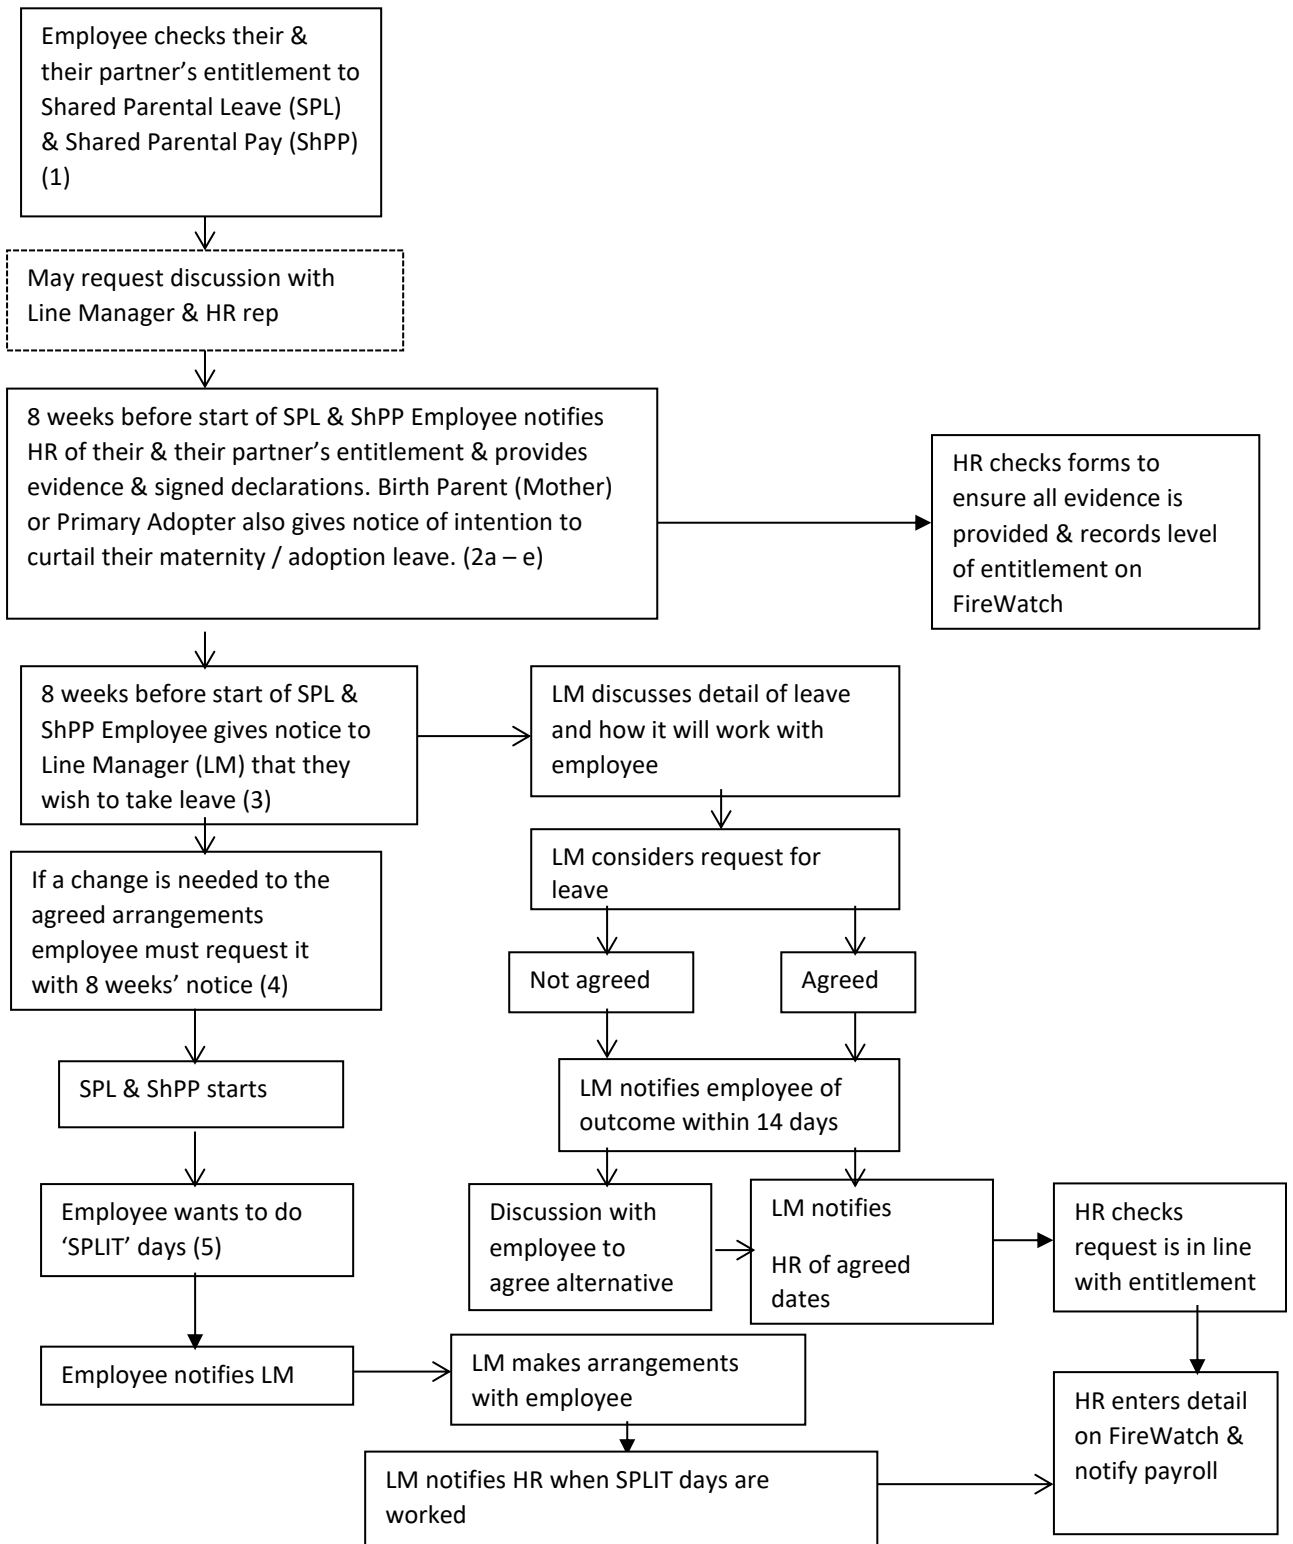 Employee checks their &
their partner’s entitlement to
Shared Parental Leave (SPL)
& Shared Parental Pay (ShPP)
(1)
May request discussion with
Line Manager & HR rep
8 weeks before start of SPL & ShPP Employee notifies
HR of their & their partner’s entitlement & provides
evidence & signed declarations. Birth Parent (Mother)
or Primary Adopter also gives notice of intention to
curtail their maternity / adoption leave. (2a – e)
HR checks forms to
ensure all evidence is
provided & records level
of entitlement on
FireWatch
8 weeks before start of SPL &
ShPP Employee gives notice to
Line Manager (LM) that they
wish to take leave (3)
LM discusses detail of leave
and how it will work with
employee
LM considers request for
leave
If a change is needed to the
agreed arrangements
employee must request it
with 8 weeks’ notice (4)
Not agreed
Agreed
SPL & ShPP starts
LM notifies employee of
outcome within 14 days
Employee wants to do
‘SPLIT’ days (5)
Discussion with
employee to
agree alternative
LM notifies
HR of agreed
dates
HR checks
request is in line
with entitlement
Employee notifies LM
LM makes arrangements
with employee
HR enters detail
on FireWatch &
notify payroll
LM notifies HR when SPLIT days are
worked